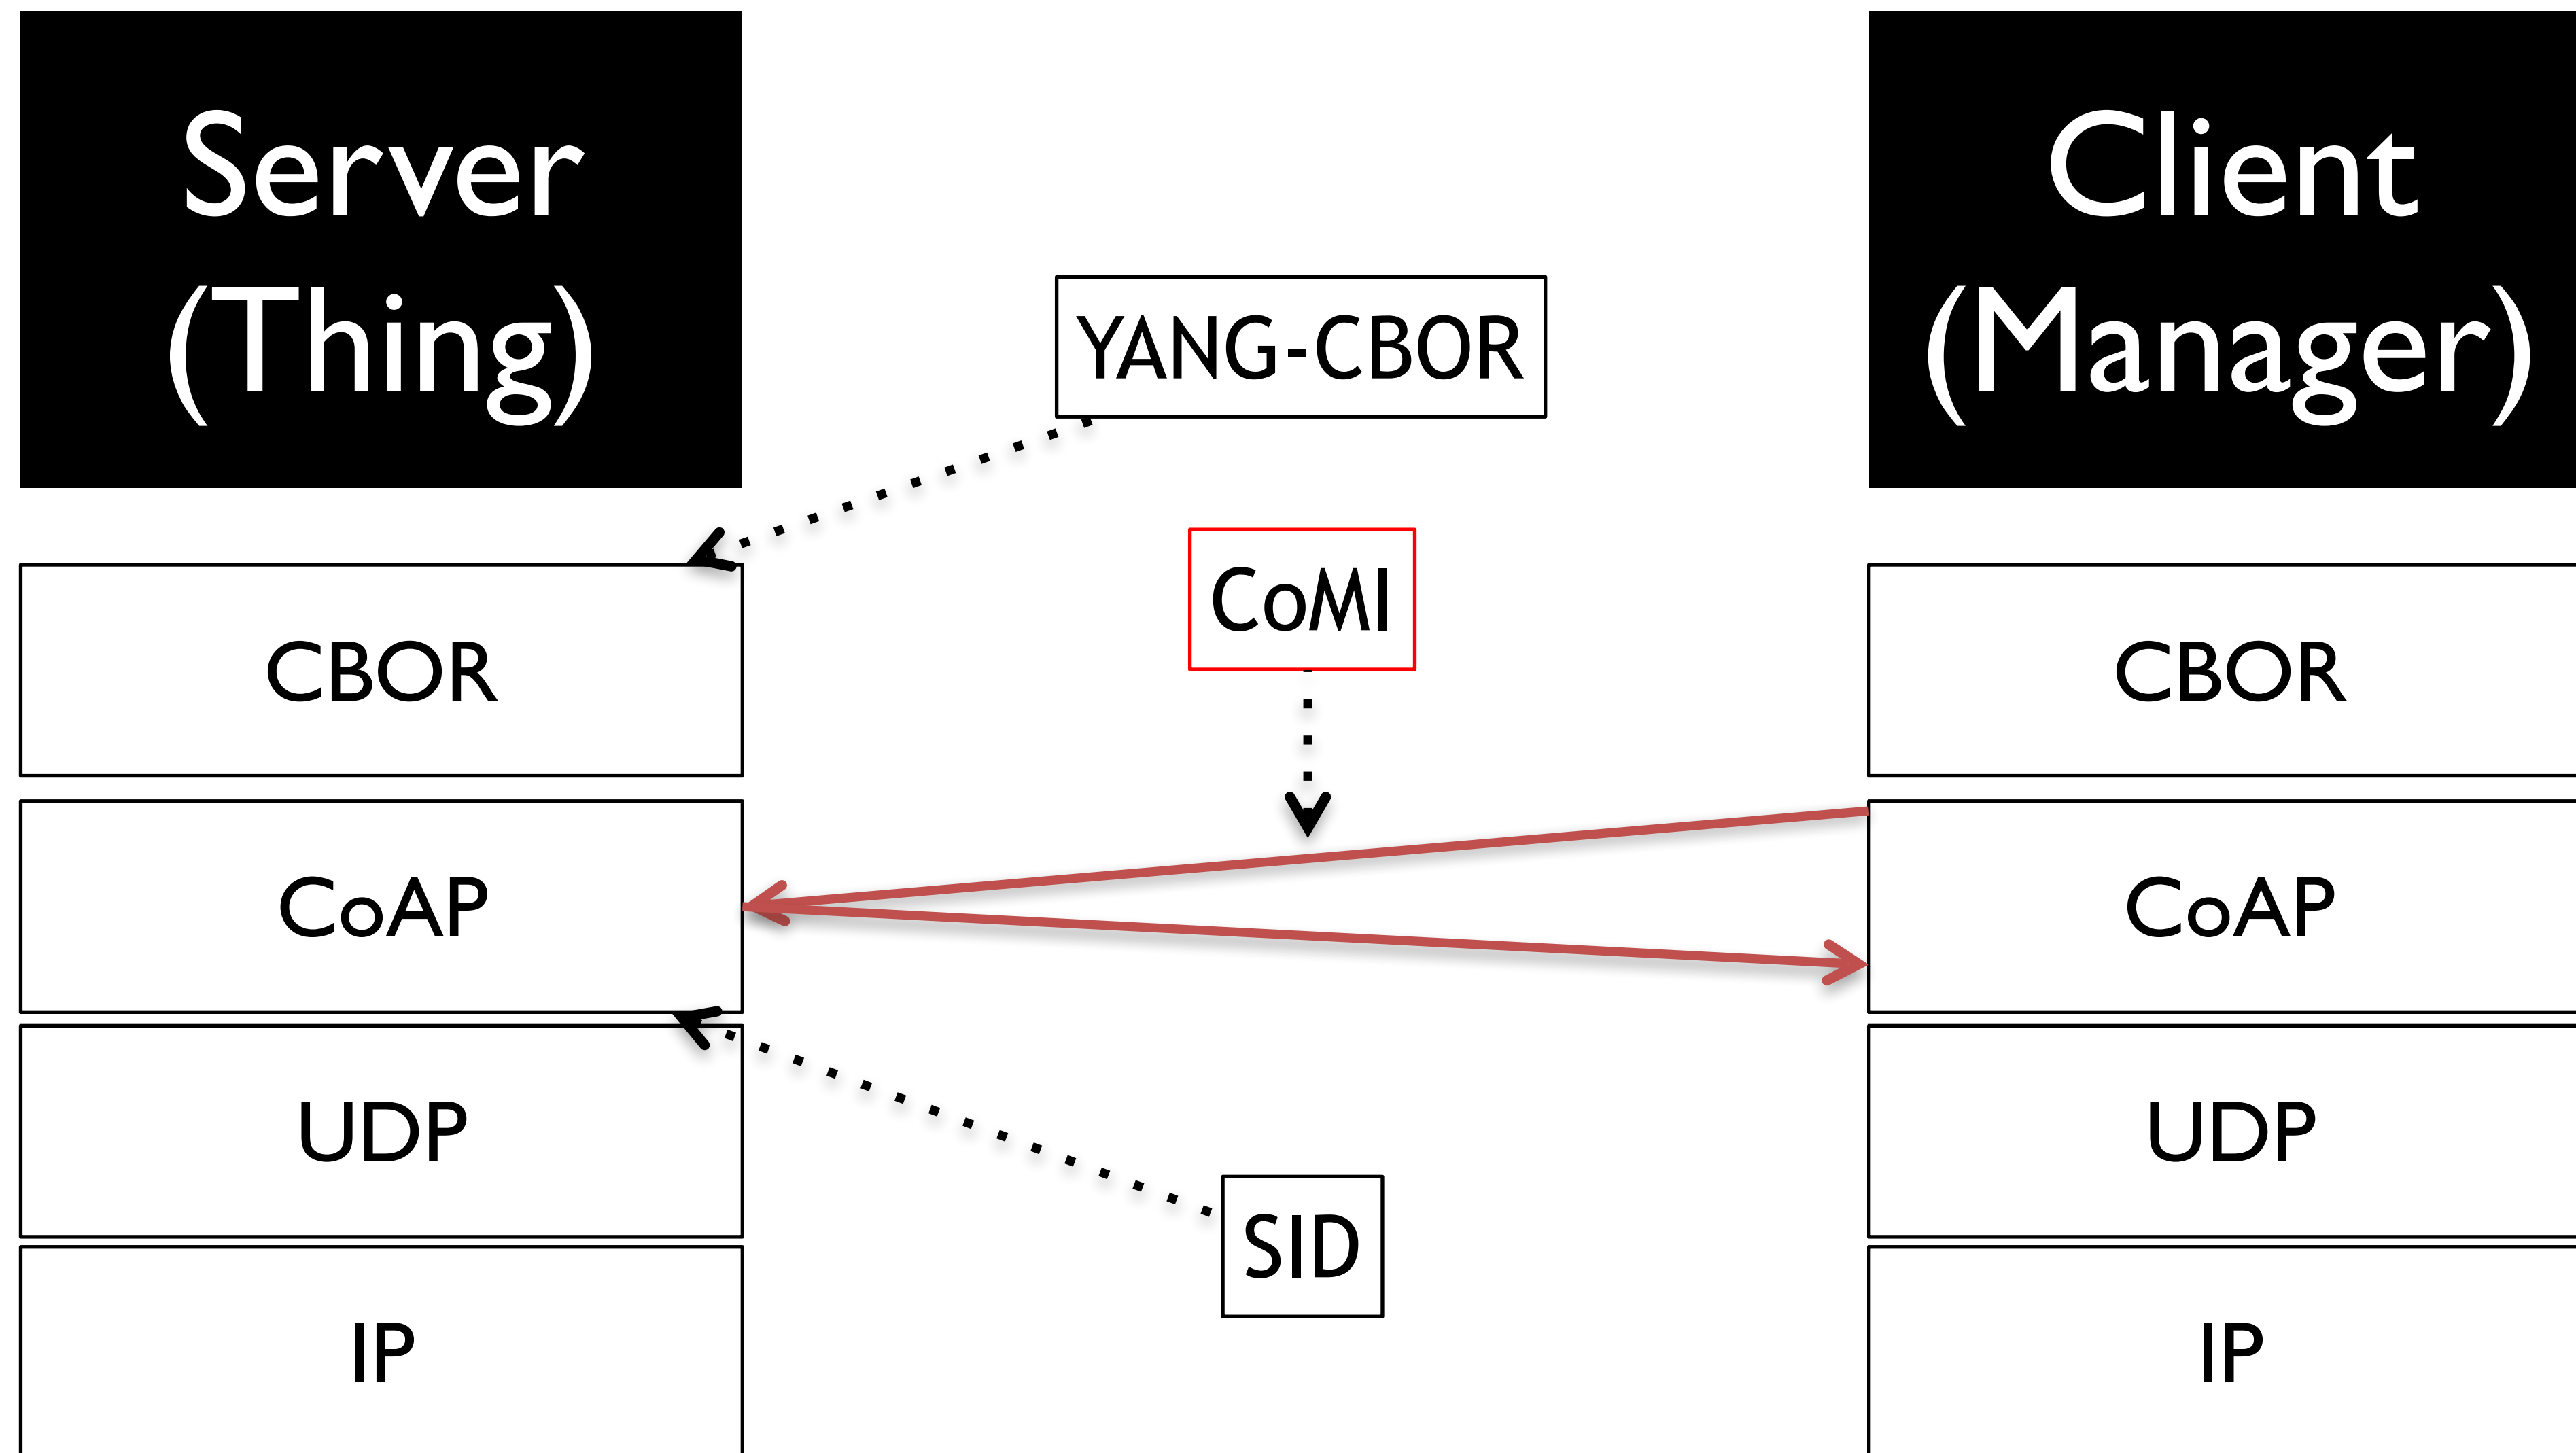 Server
(Thing)
Client
(Manager)
YANG-CBOR
CoMI
CBOR
CBOR
CoAP
CoAP
UDP
UDP
SID
IP
IP